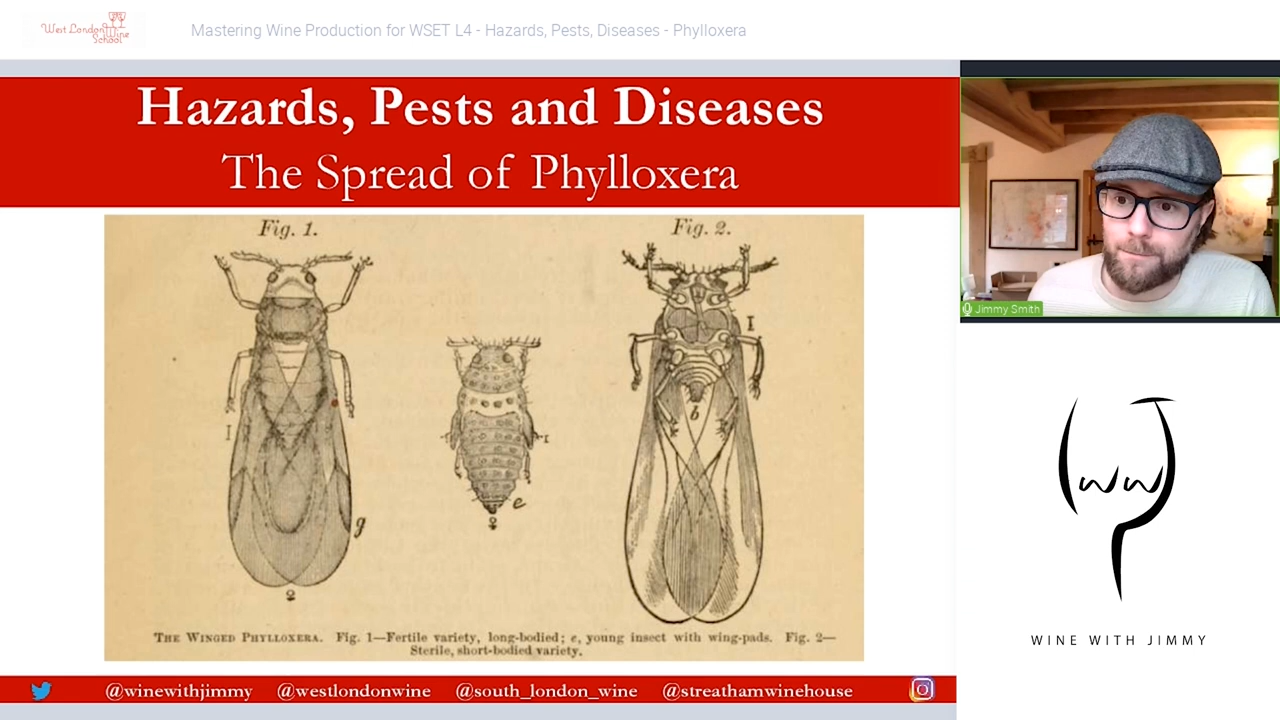 West London Wine School
Mastering Wine Production for WSET L4 - Hazards, Pests, Diseases - Phylloxera
Hazards, Pests and Diseases
The Spread of Phylloxera
Fig. 1.
Fig. 2.
I
b
I
e
g
THE WINGED PHYLLOXERA. Fig. 1—Fertile variety, long-bodied; e, young insect with wing-pads. Fig. 2—
Sterile, short-bodied variety.
@winewithjimmy @westlondonwine @south_london_wine @streathamwinehouse
Jimmy Smith
WW
WINE WITH JIMMY